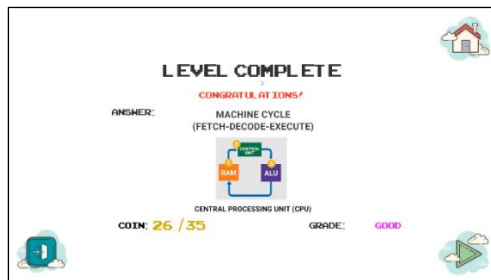 LEVEL COMPLETE
CONGRATULATIONS!
ANSWER:
MACHINE CYCLE
(FETCH-DECODE-EXECUTE)
CONTROL UNIT
RAM
ALU
CENTRAL PROCESSING UNIT (CPU)
COIN: 26 /35 GRADE: GOOD